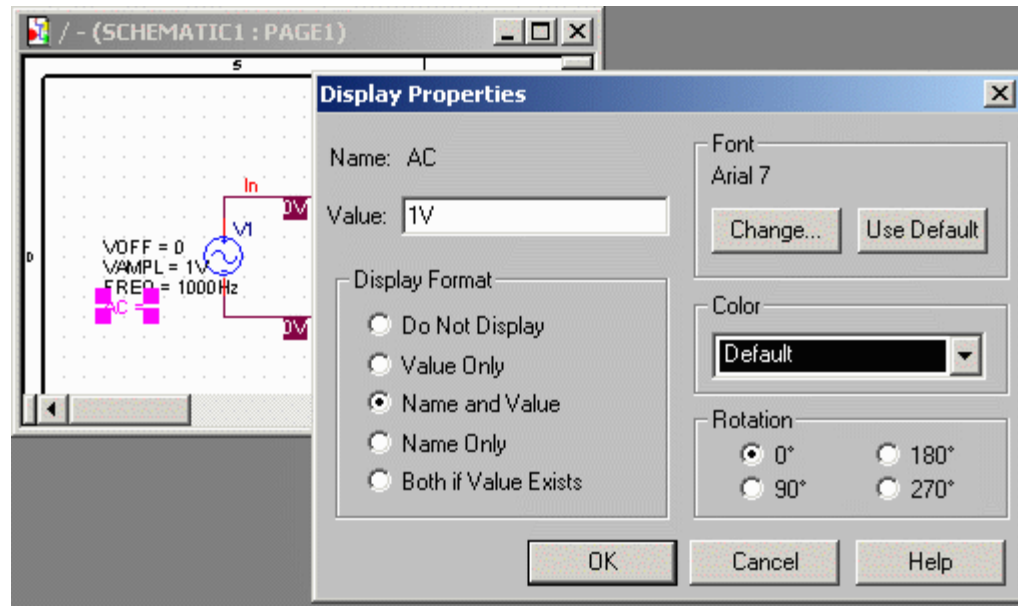 / - (SCHEMATIC1 : PAGE1)
5
Display Properties
Name: AC
Value: 1V
Display Format
Do Not Display
Value Only
Name and Value
Name Only
Both if Value Exists
Font
Arial 7
Change...
Use Default
Color
Default
Rotation
0°
180°
90°
270°
OK
Cancel
Help
In
0V
V1
VOFF = 0
VAMPL = 1V
FREQ = 1000Hz
AC =
0V
D